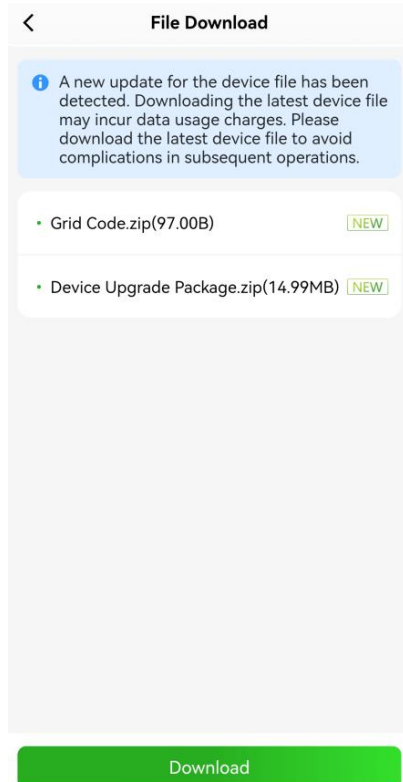 File Download
A new update for the device file has been
detected. Downloading the latest device file
may incur data usage charges. Please
download the latest device file to avoid
complications in subsequent operations.
Grid Code.zip(97.00B) NEW
Device Upgrade Package.zip(14.99MB) NEW
Download